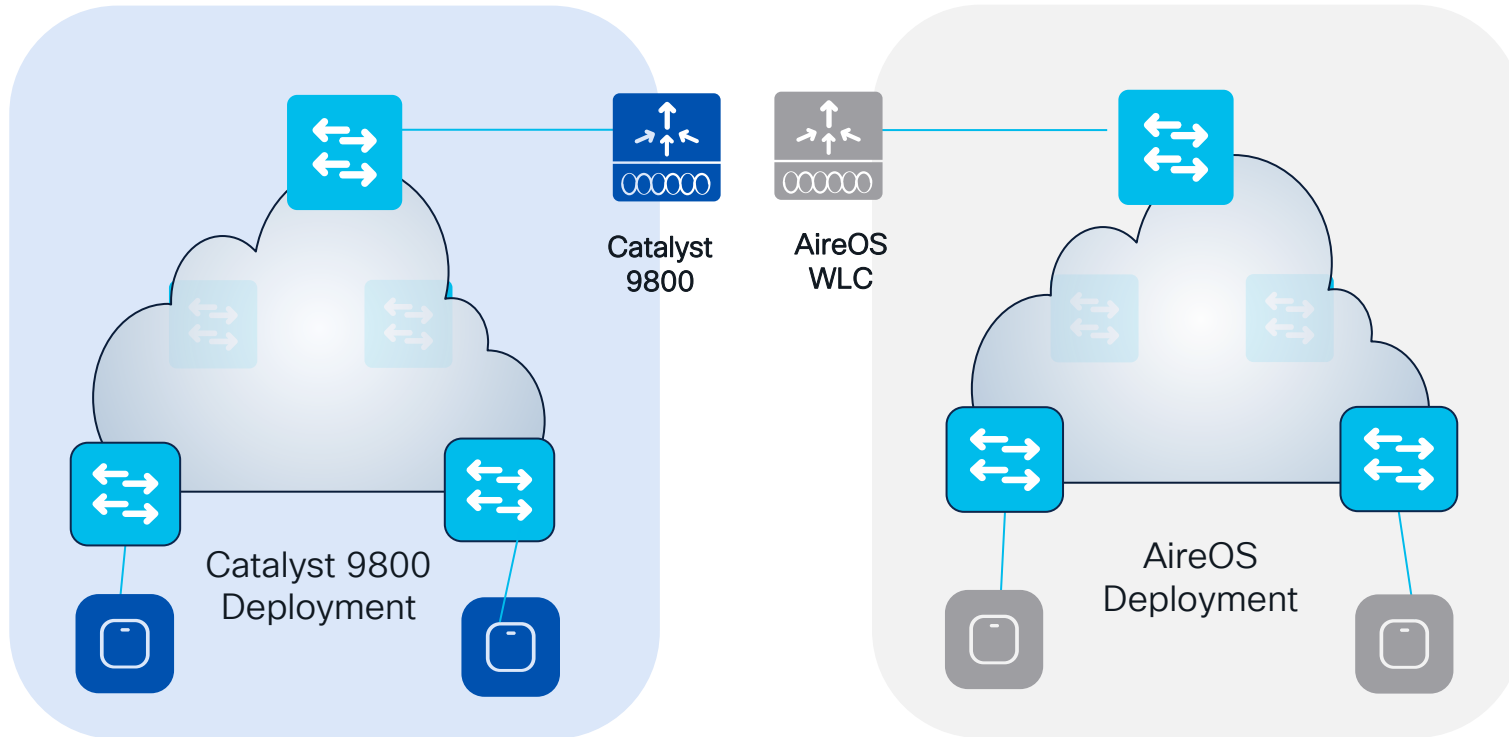 Catalyst
9800
AireOS
WLC
Catalyst 9800
Deployment
AireOS
Deployment